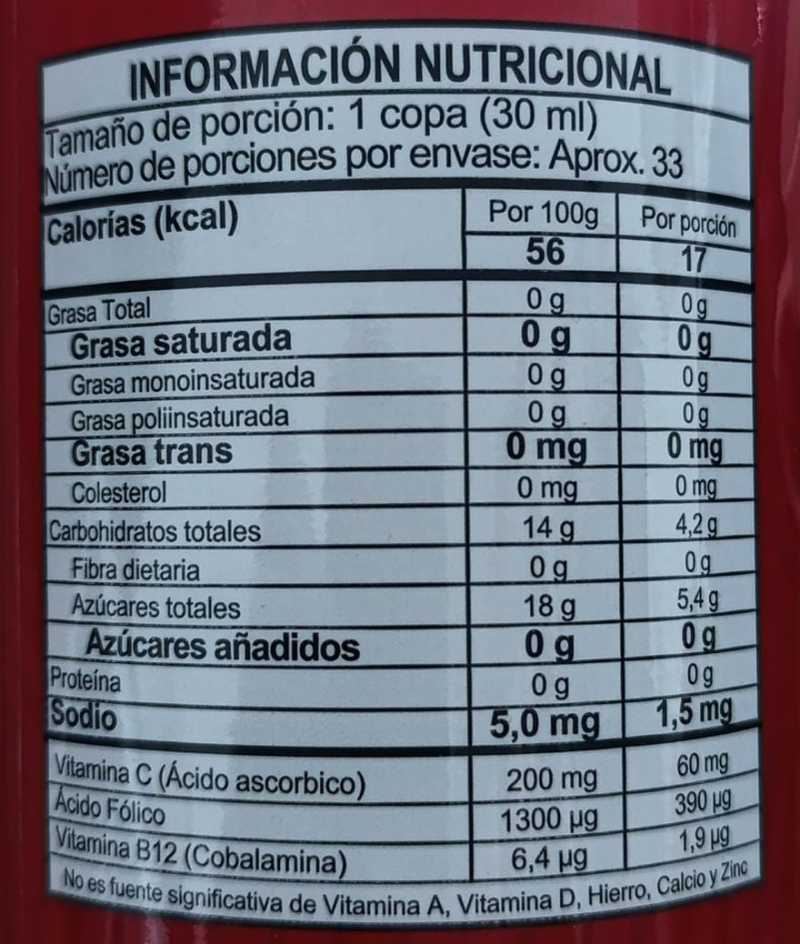 INFORMACIÓN NUTRICIONAL
Tamaño de porción: 1 copa (30 ml)
Número de porciones por envase: Aprox. 33
Calorías (kcal) Por 100g Por porción
56 17
Grasa Total 0 g 0 g
Grasa saturada 0 g 0 g
Grasa monoinsaturada 0 g 0 g
Grasa poliinsaturada 0 g 0 g
Grasa trans 0 mg 0 mg
Colesterol 0 mg 0 mg
Carbohidratos totales 14 g 4,2 g
Fibra dietaria 0 g 0 g
Azúcares totales 18 g 5,4 g
Azúcares añadidos 0 g 0 g
Proteína 0 g 0 g
Sodio 5,0 mg 1,5 mg
Vitamina C (Ácido ascorbico) 200 mg 60 mg
Ácido Fólico 1300 µg 390 µg
Vitamina B12 (Cobalamina) 6,4 µg 1,9 µg
No es fuente significativa de Vitamina A, Vitamina D, Hierro, Calcio y Zinc